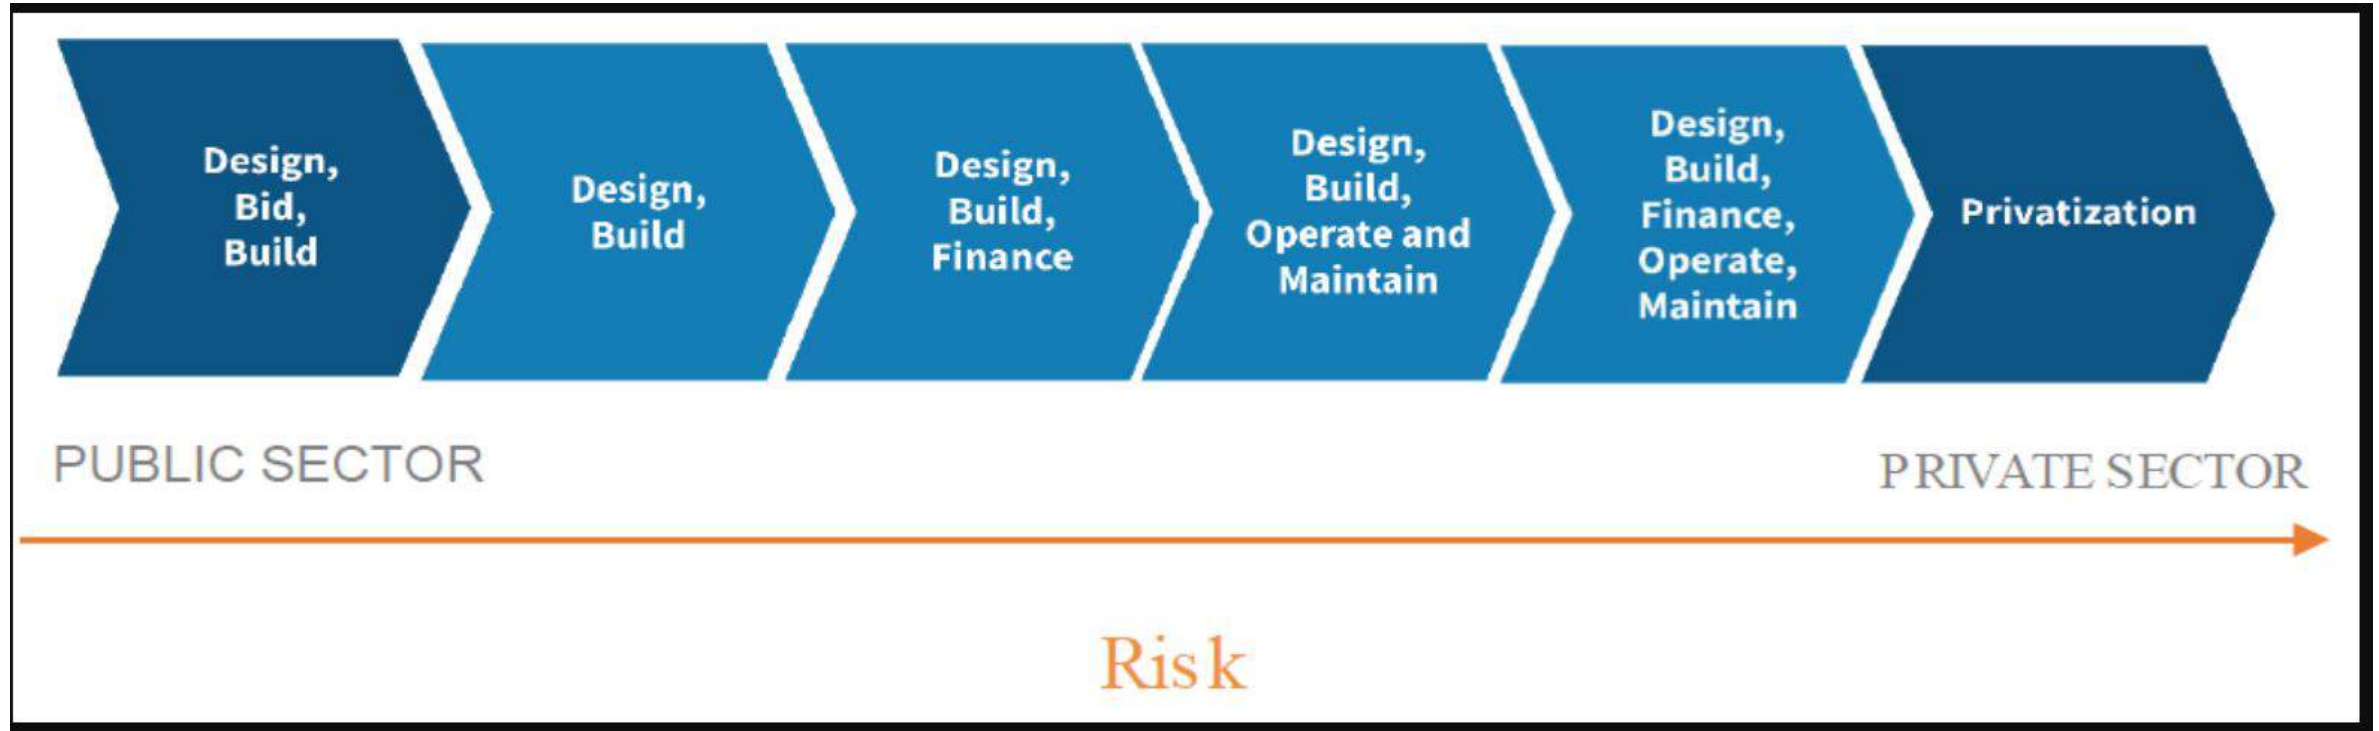 Design,
Bid,
Build
Design,
Build
Design,
Build,
Finance
Design,
Build,
Operate and
Maintain
Design,
Build,
Finance,
Operate,
Maintain
Privatization
PUBLIC SECTOR
PRIVATE SECTOR
Risk